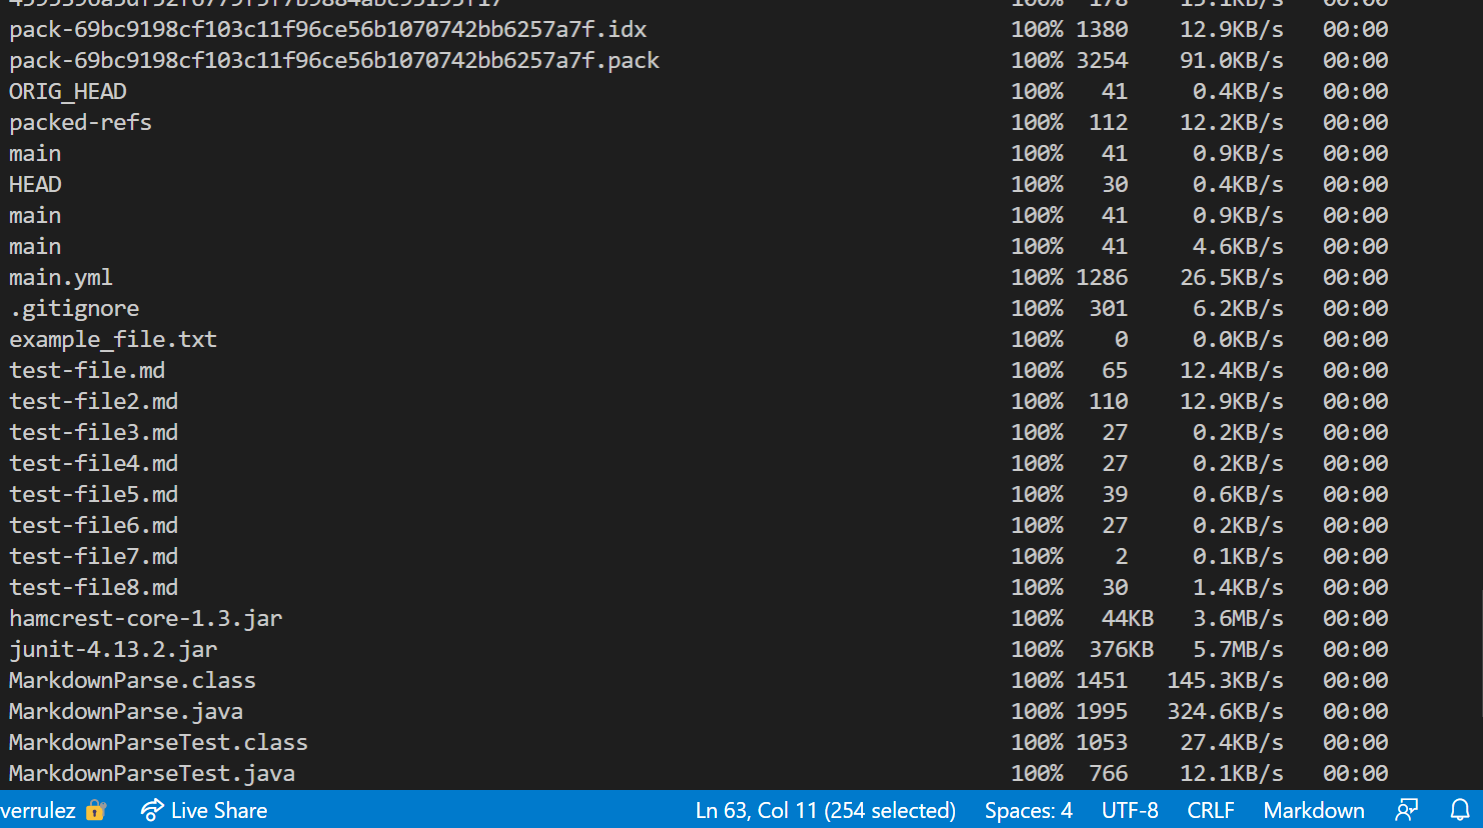 pack-69bc9198cf103c11f96ce56b1070742bb6257a7f.idx 100% 1380 12.9KB/s 00:00
pack-69bc9198cf103c11f96ce56b1070742bb6257a7f.pack 100% 3254 91.0KB/s 00:00
ORIG_HEAD 100% 41 0.4KB/s 00:00
packed-refs 100% 112 12.2KB/s 00:00
main 100% 41 0.9KB/s 00:00
HEAD 100% 30 0.4KB/s 00:00
main 100% 41 0.9KB/s 00:00
main 100% 41 4.6KB/s 00:00
main.yml 100% 1286 26.5KB/s 00:00
.gitignore 100% 301 6.2KB/s 00:00
example_file.txt 100% 0 0.0KB/s 00:00
test-file.md 100% 65 12.4KB/s 00:00
test-file2.md 100% 110 12.9KB/s 00:00
test-file3.md 100% 27 0.2KB/s 00:00
test-file4.md 100% 27 0.2KB/s 00:00
test-file5.md 100% 39 0.6KB/s 00:00
test-file6.md 100% 27 0.2KB/s 00:00
test-file7.md 100% 2 0.1KB/s 00:00
test-file8.md 100% 30 1.4KB/s 00:00
hamcrest-core-1.3.jar 100% 44KB 3.6MB/s 00:00
junit-4.13.2.jar 100% 376KB 5.7MB/s 00:00
MarkdownParse.class 100% 1451 145.3KB/s 00:00
MarkdownParse.java 100% 1995 324.6KB/s 00:00
MarkdownParseTest.class 100% 1053 27.4KB/s 00:00
MarkdownParseTest.java 100% 766 12.1KB/s 00:00
verrulez Live Share Ln 63, Col 11 (254 selected) Spaces: 4 UTF-8 CRLF Markdown